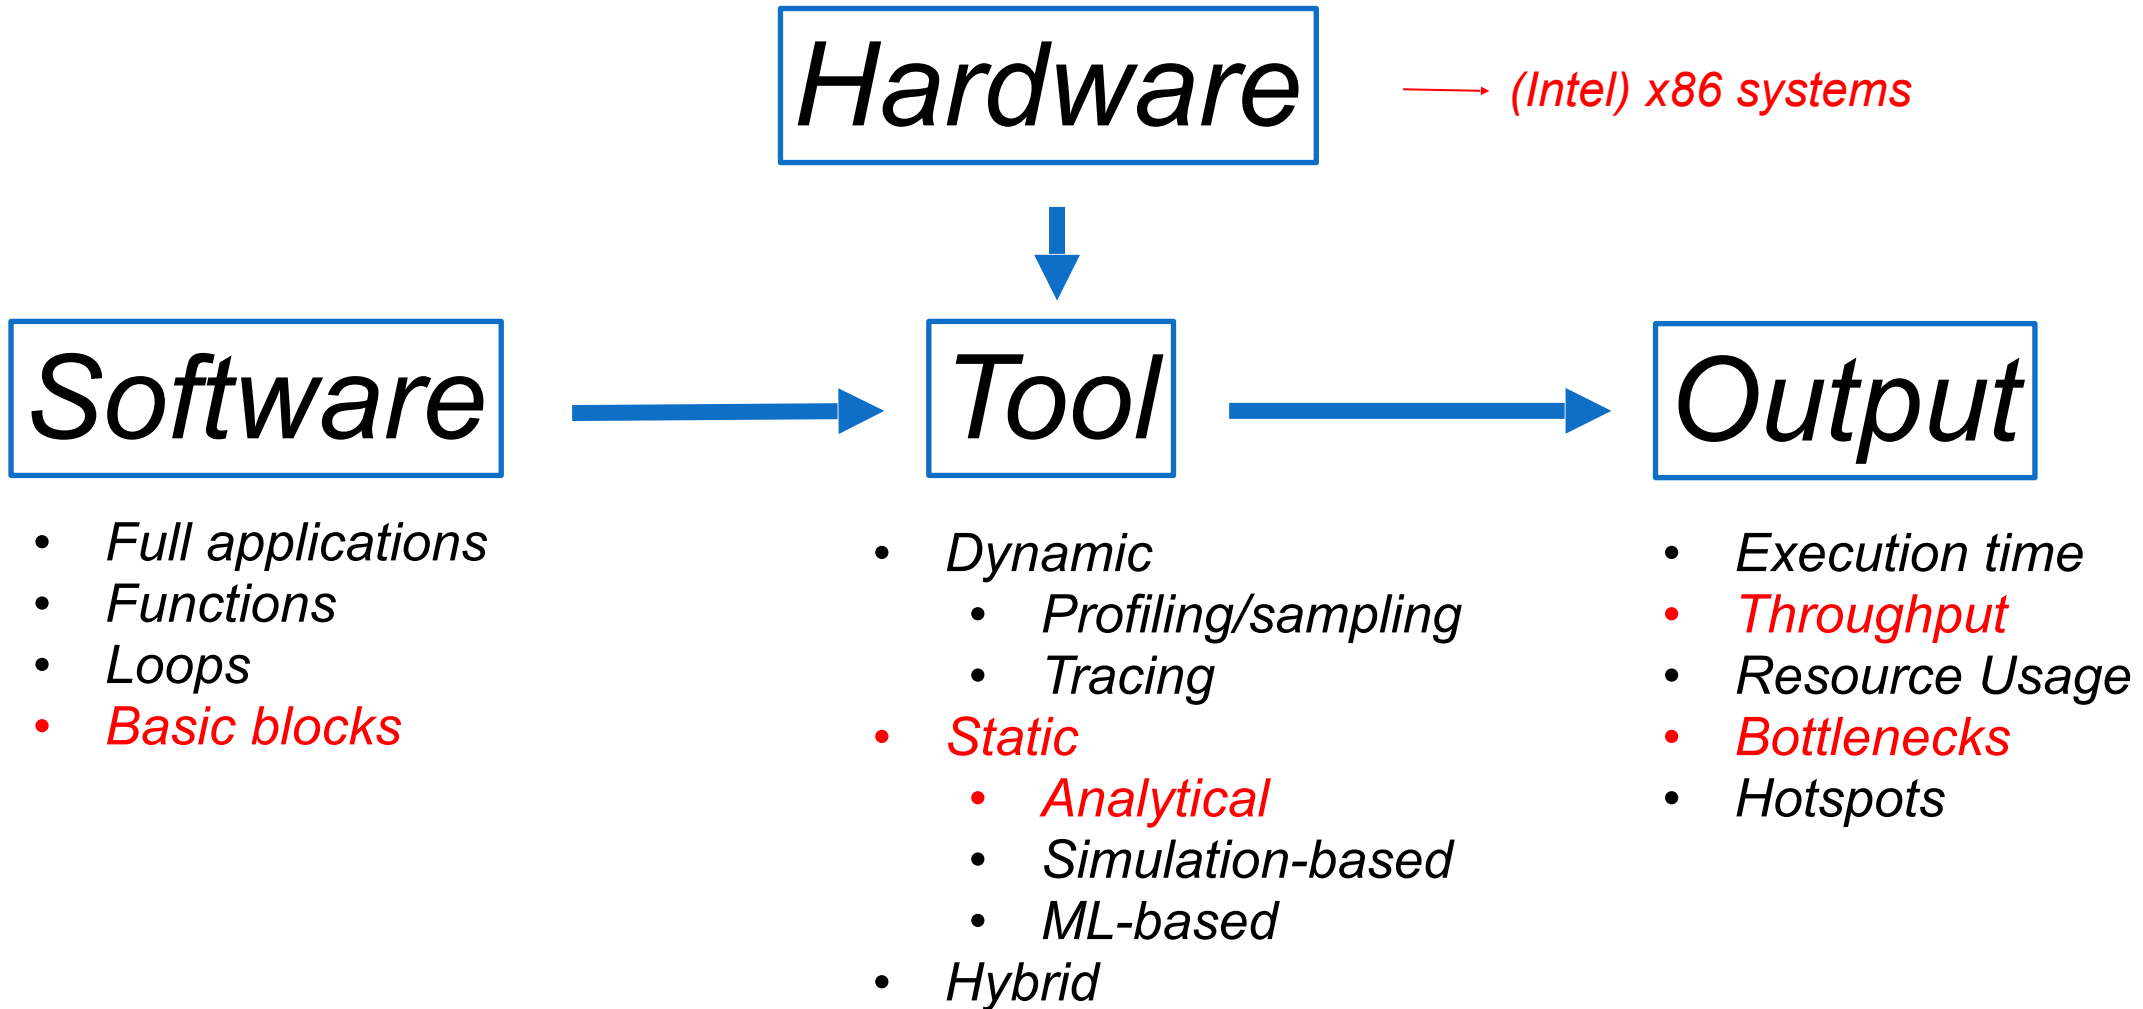 Hardware
(Intel) x86 systems
Software
Tool
Output
• Full applications
• Functions
• Loops
• Basic blocks
• Dynamic
• Profiling/sampling
• Tracing
• Static
• Analytical
• Simulation-based
• ML-based
• Hybrid
• Execution time
• Throughput
• Resource Usage
• Bottlenecks
• Hotspots